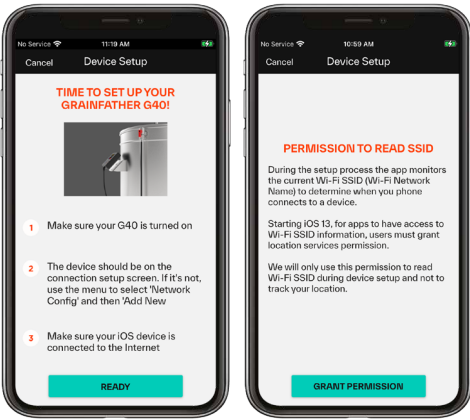 No Service 11:19 AM
Cancel Device Setup
TIME TO SET UP YOUR
GRAINFATHER G40!
1 Make sure your G40 is turned on
2 The device should be on the
connection setup screen. If it's not,
use the menu to select 'Network
Config' and then 'Add New
3 Make sure your iOS device is
connected to the Internet
READY
No Service 10:59 AM
Cancel Device Setup
PERMISSION TO READ SSID
During the setup process the app monitors
the current Wi-Fi SSID (Wi-Fi Network
Name) to determine when you phone
connects to a device.
Starting iOS 13, for apps to have access to
Wi-Fi SSID information, users must grant
location services permission.
We will only use this permission to read
Wi-Fi SSID during device setup and not to
track your location.
GRANT PERMISSION